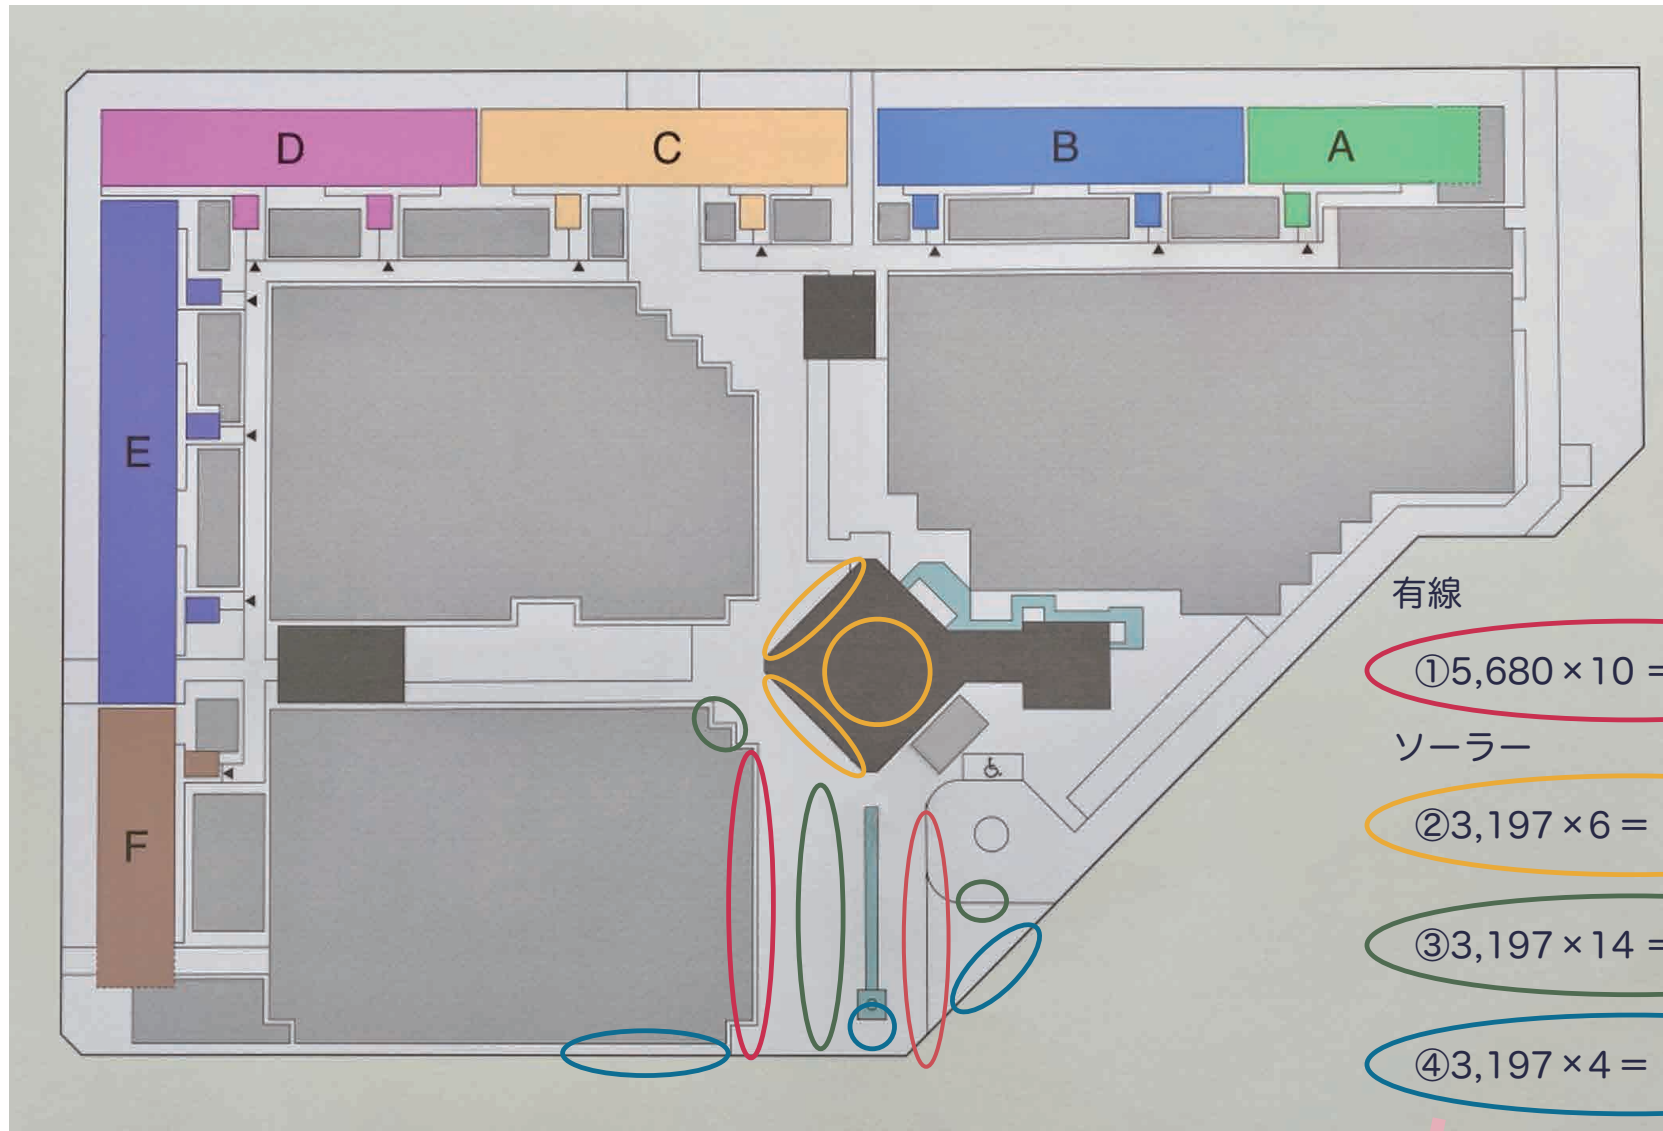 D
C
B
A
E
F
有線
①5,680×10 =
ソーラー
②3,197×6 =
③3,197×14 =
④3,197×4 =